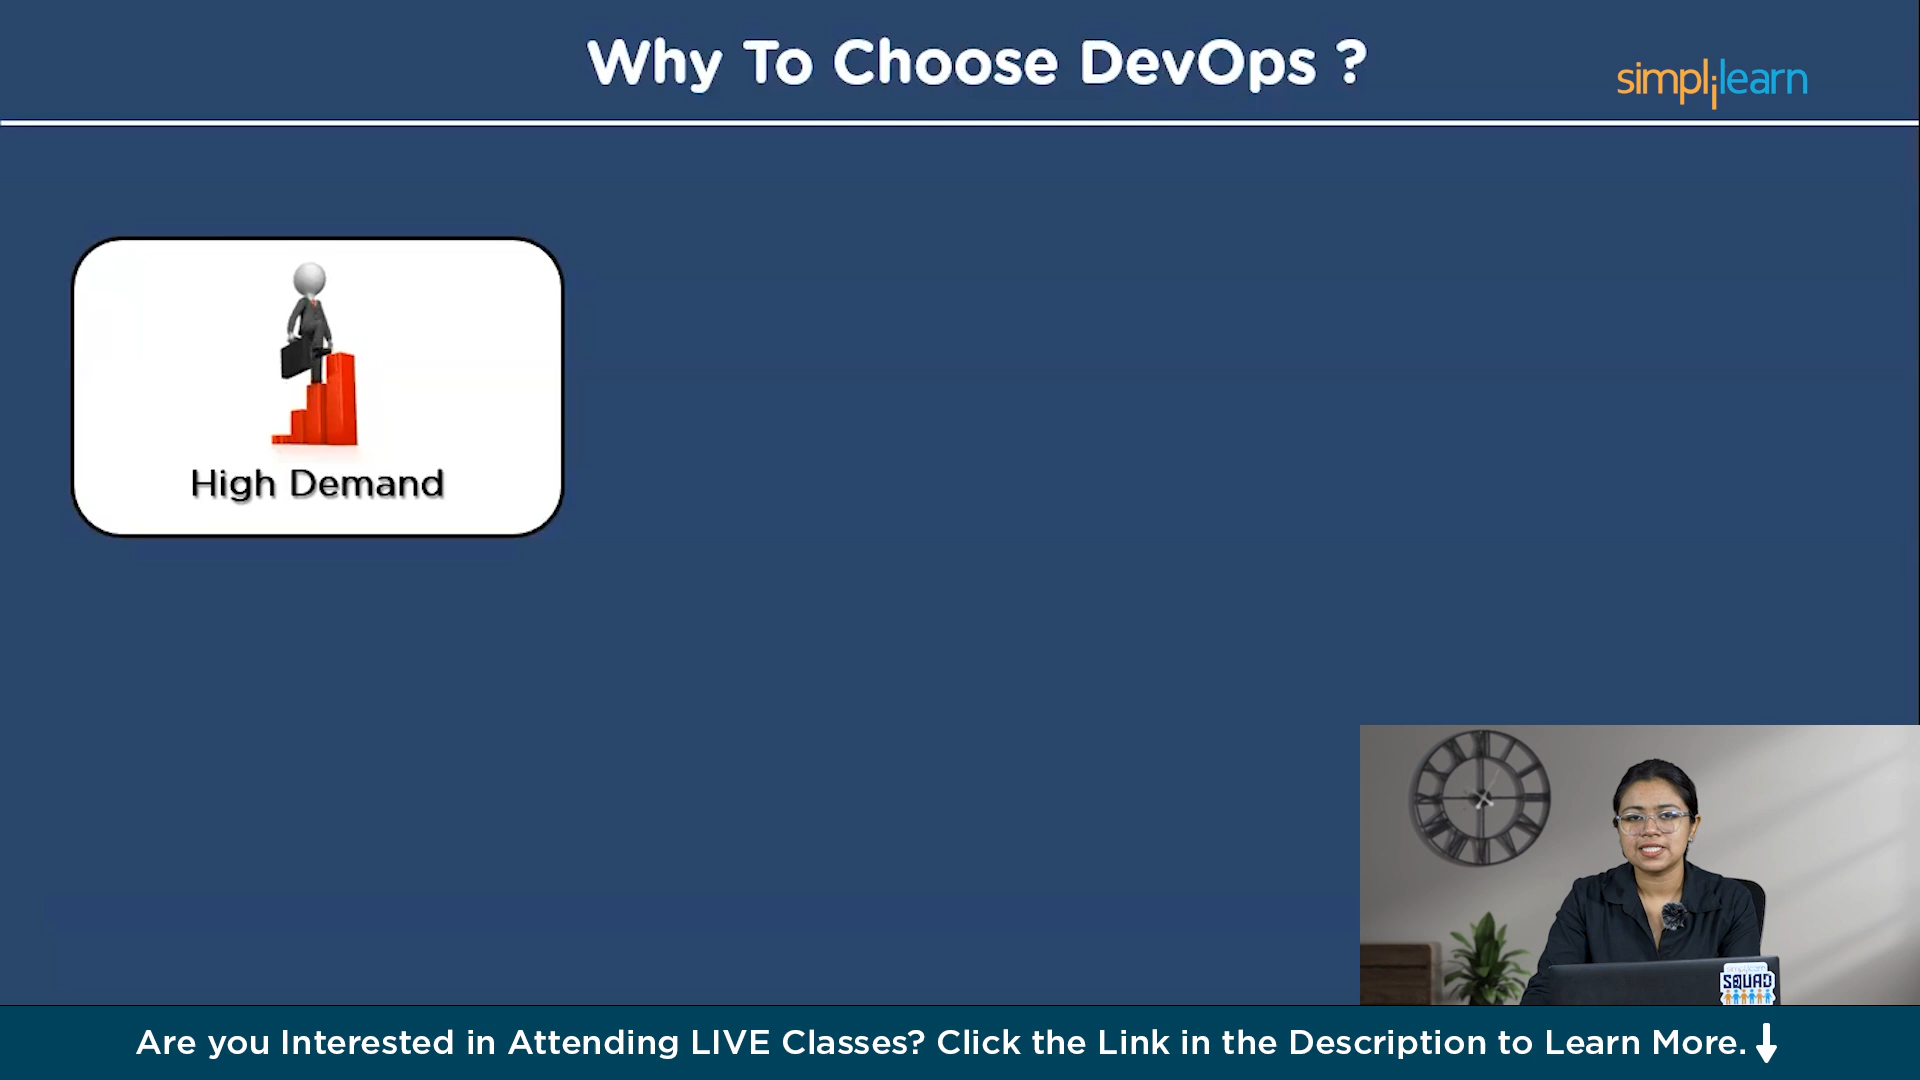 Why To Choose DevOps ?
simplilearn
High Demand
SQUAD
Are you Interested in Attending LIVE Classes? Click the Link in the Description to Learn More.